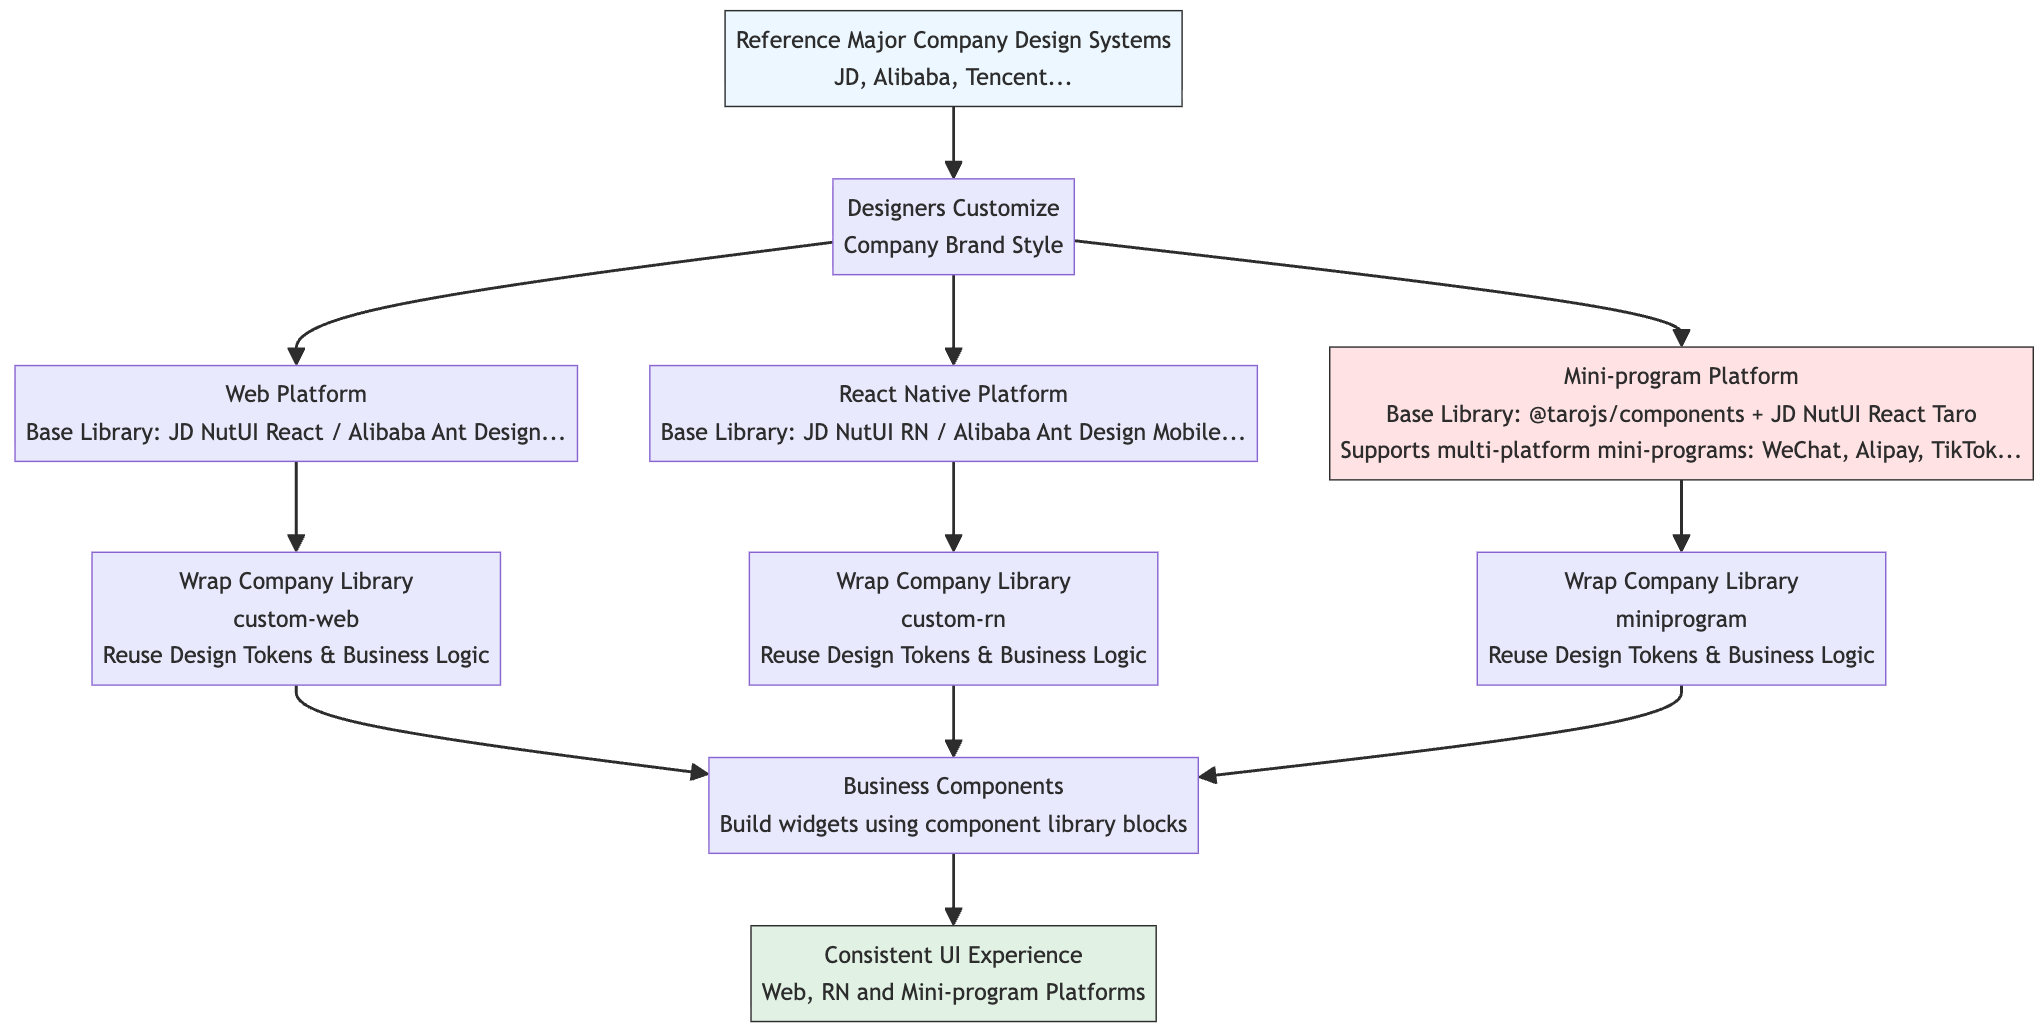 Reference Major Company Design Systems
JD, Alibaba, Tencent...
Designers Customize
Company Brand Style
Web Platform
Base Library: JD NutUI React / Alibaba Ant Design...
React Native Platform
Base Library: JD NutUI RN / Alibaba Ant Design Mobile...
Mini-program Platform
Base Library: @tarojs/components + JD NutUI React Taro
Supports multi-platform mini-programs: WeChat, Alipay, TikTok...
Wrap Company Library
custom-web
Reuse Design Tokens & Business Logic
Wrap Company Library
custom-rn
Reuse Design Tokens & Business Logic
Wrap Company Library
miniprogram
Reuse Design Tokens & Business Logic
Business Components
Build widgets using component library blocks
Consistent UI Experience
Web, RN and Mini-program Platforms